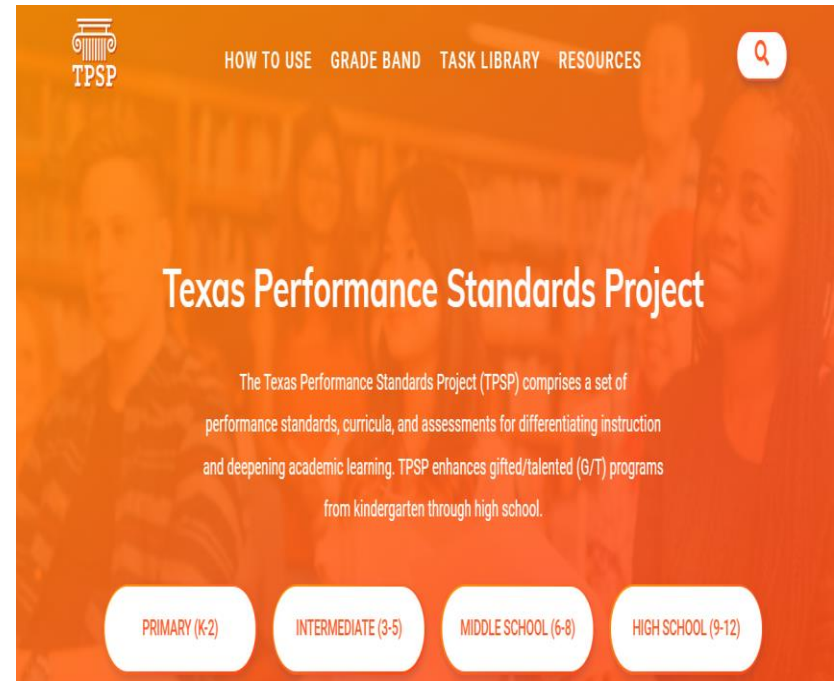 TPSP
HOW TO USE GRADE BAND TASK LIBRARY RESOURCES
Texas Performance Standards Project
The Texas Performance Standards Project (TPSP) comprises a set of
performance standards, curricula, and assessments for differentiating instruction
and deepening academic learning. TPSP enhances gifted/talented (G/T) programs
from kindergarten through high school.
PRIMARY (K-2) INTERMEDIATE (3-5) MIDDLE SCHOOL (6-8) HIGH SCHOOL (9-12)